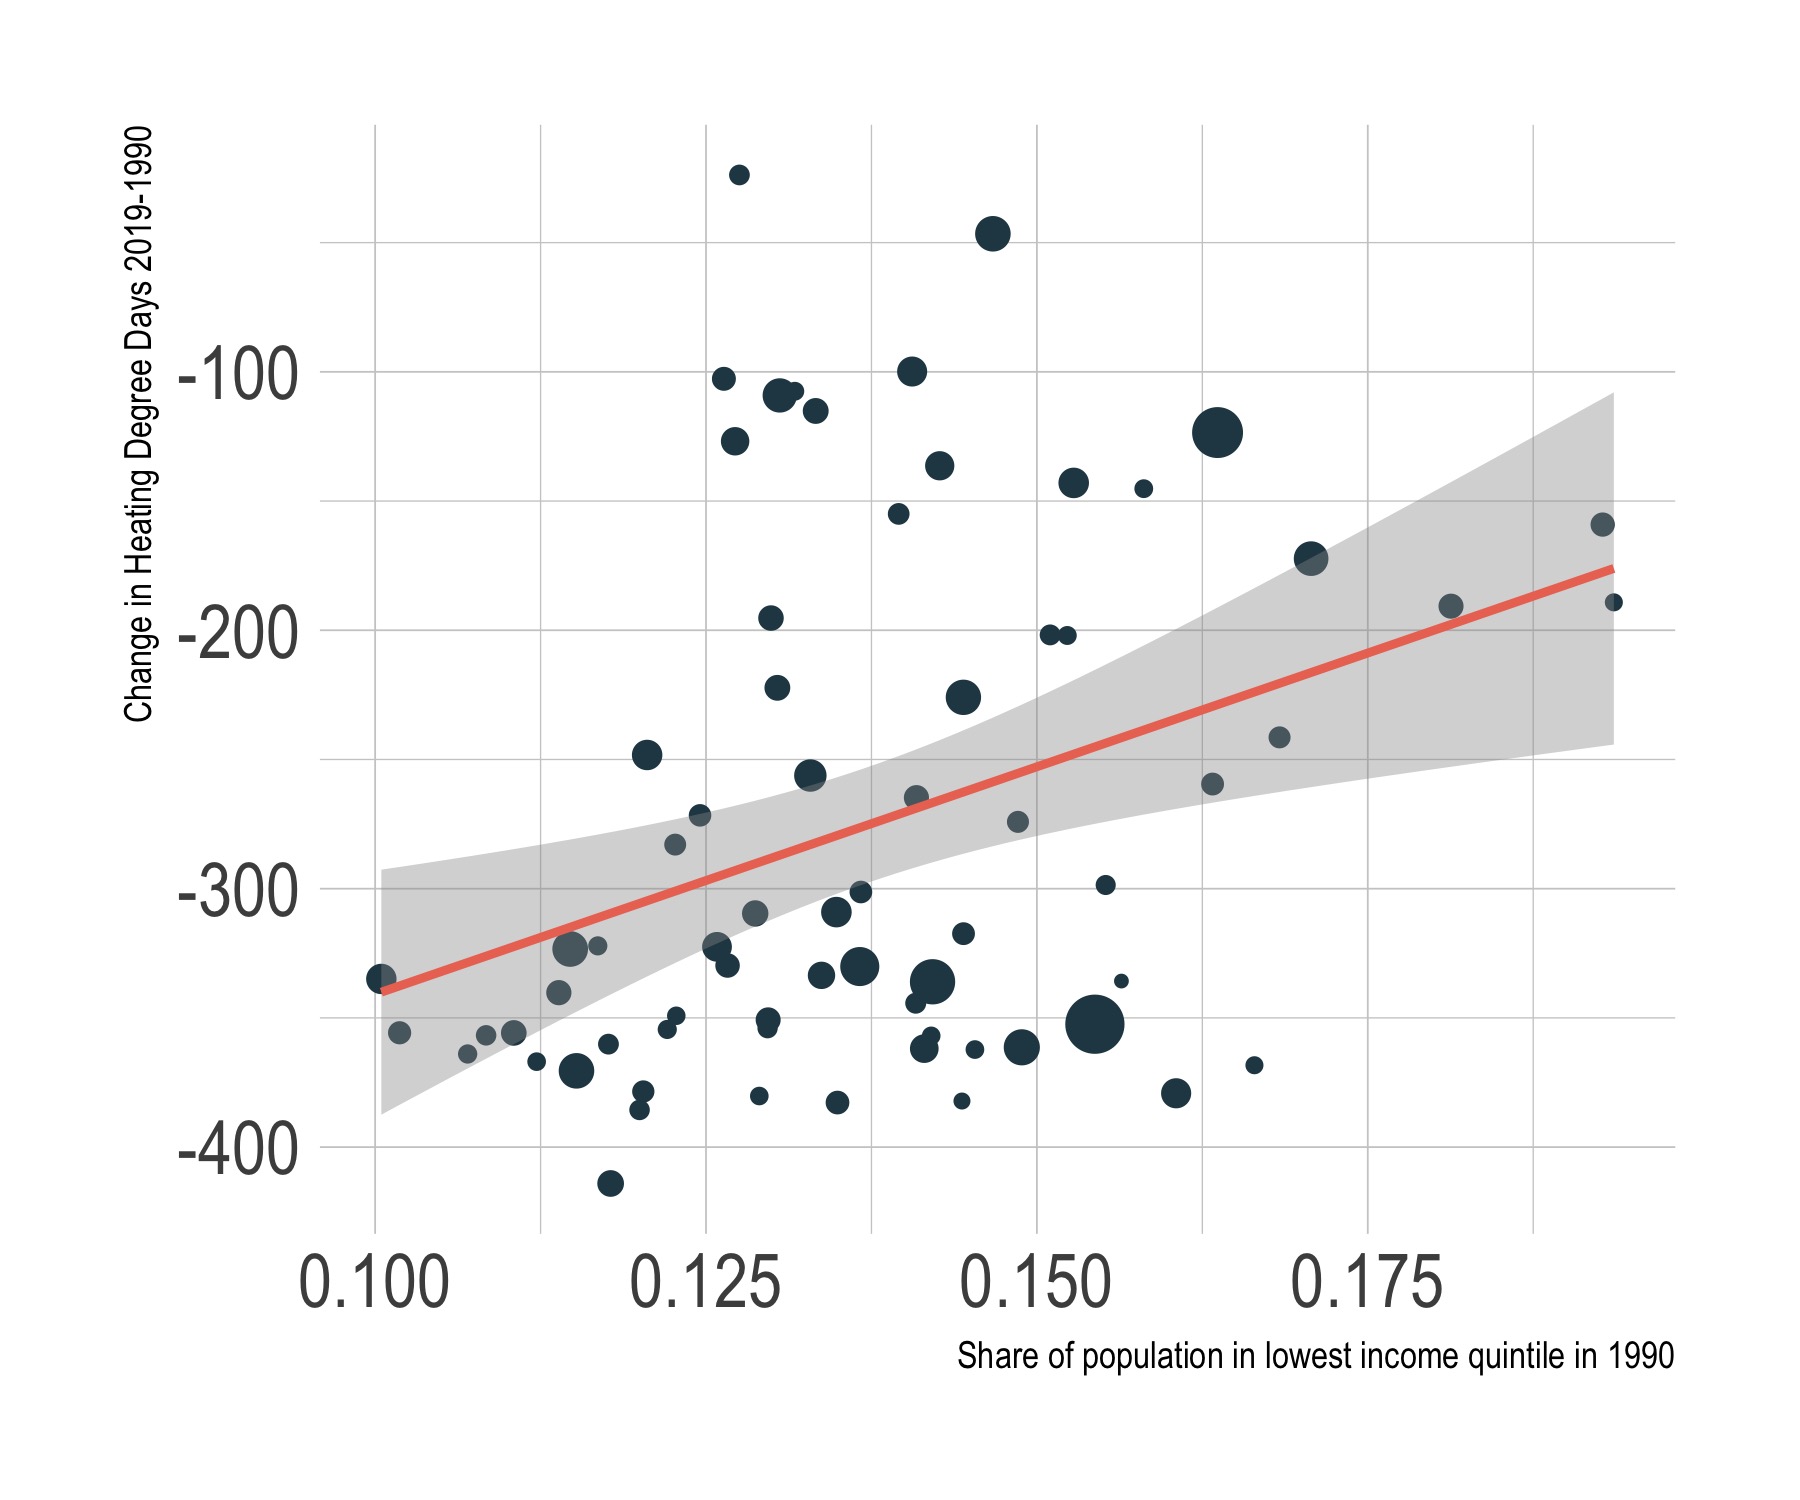 Change in Heating Degree Days 2019-1990
-100
-200
-300
-400
0.100 0.125 0.150 0.175
Share of population in lowest income quintile in 1990